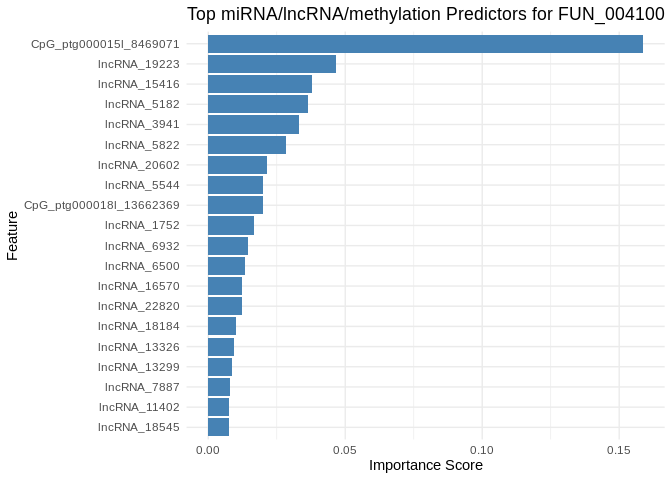 Top miRNA/lncRNA/methylation Predictors for FUN_004100
CpG_ptg000015l_8469071
lncRNA_19223
lncRNA_15416
lncRNA_5182
lncRNA_3941
lncRNA_5822
lncRNA_20602
lncRNA_5544
CpG_ptg000018l_13662369
lncRNA_1752
lncRNA_6932
lncRNA_6500
lncRNA_16570
lncRNA_22820
lncRNA_18184
lncRNA_13326
lncRNA_13299
lncRNA_7887
lncRNA_11402
lncRNA_18545
Feature
0.00 0.05 0.10 0.15
Importance Score